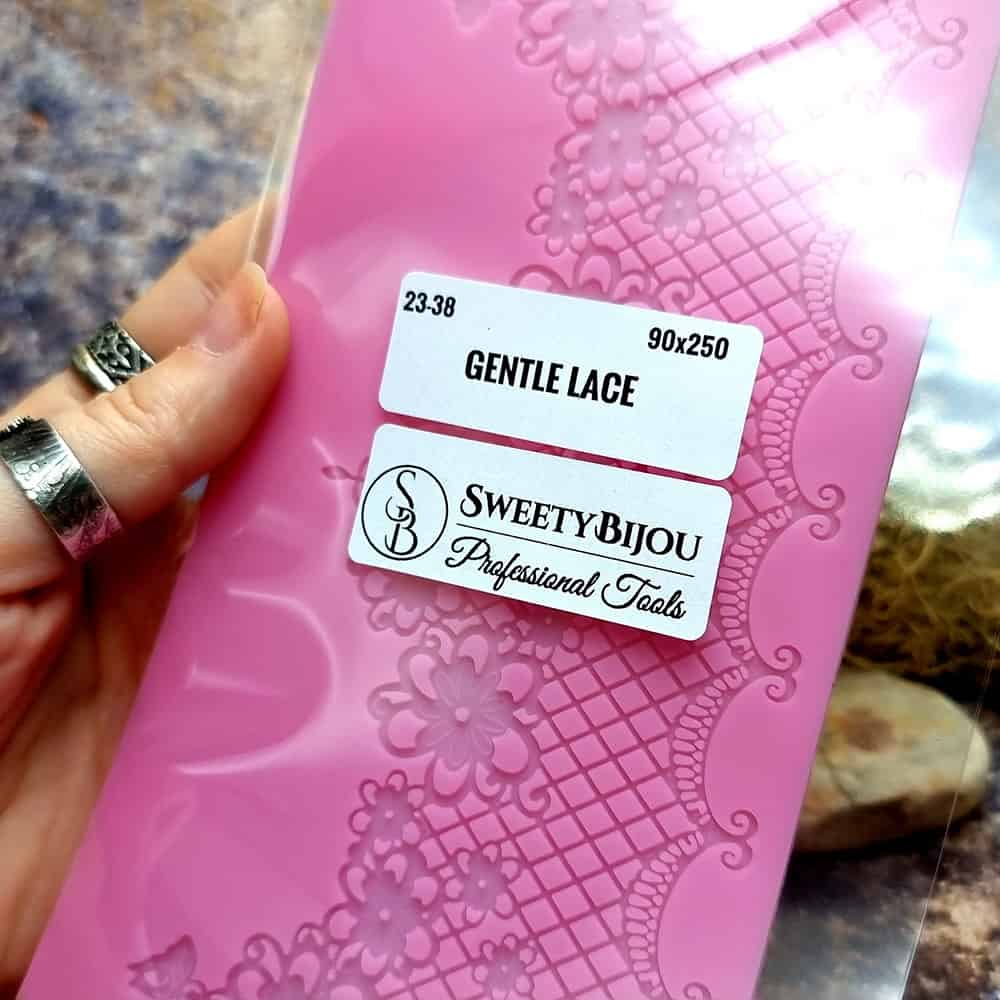 23-38
90x250
GENTLE LACE
SB
SWEETYBIJOU
Professional Tools